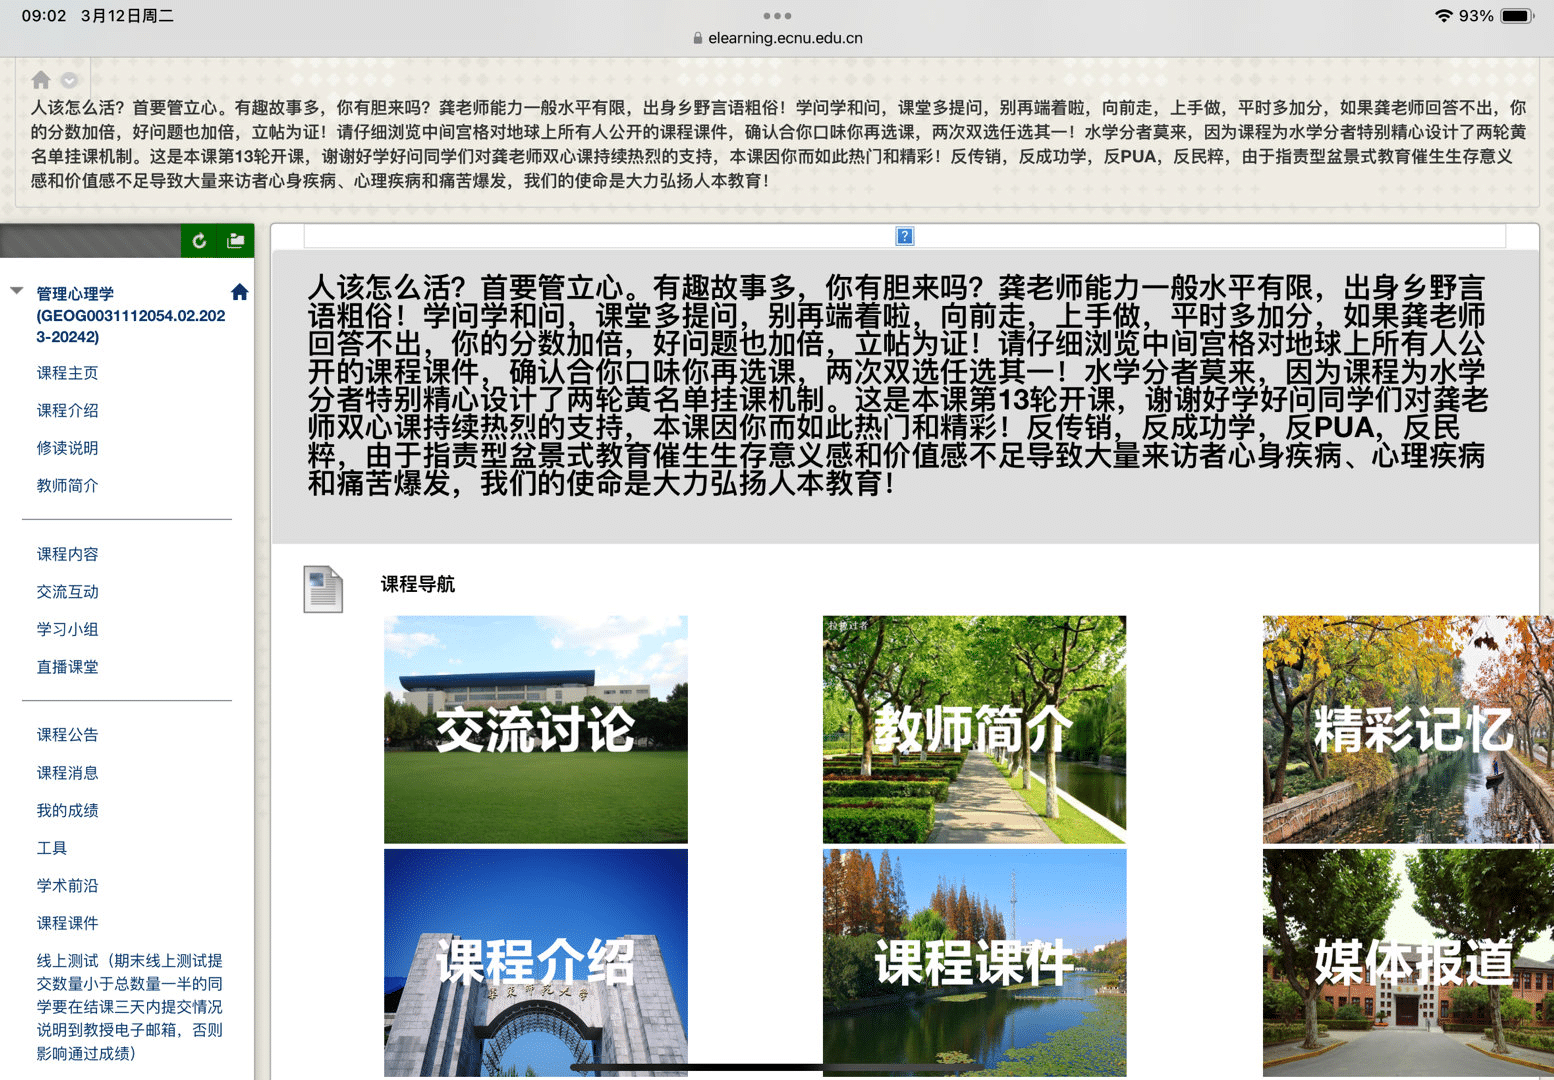 09:02 3月12日周二
93%
elearning.ecnu.edu.cn
人该怎么活？首要管立心。有趣故事多，你有胆来吗？龚老师能力一般水平有限，出身乡野言语粗俗！学问学和问，课堂多提问，别再端着啦，向前走，上手做，平时多加分，如果龚老师回答不出，你
的分数加倍，好问题也加倍，立帖为证！请仔细浏览中间宫格对地球上所有人公开的课程课件，确认合你口味你再选课，两次双选任选其一！水学分者莫来，因为课程为水学分者特别精心设计了两轮黄
名单挂课机制。这是本课第13轮开课，谢谢好学好问同学们对龚老师双心课持续热烈的支持，本课因你而如此热门和精彩！反传销，反成功学，反PUA，反民粹，由于指责型盆景式教育催生生存意义
感和价值感不足导致大量来访者心身疾病、心理疾病和痛苦爆发，我们的使命是大力弘扬人本教育！
管理心理学
(GEOG0031112054.02.202
3-20242)
课程主页
课程介绍
修读说明
教师简介
课程内容
交流互动
学习小组
直播课堂
课程公告
课程消息
我的成绩
工具
学术前沿
课程课件
线上测试（期末线上测试提
交数量小于总数量一半的同
学要在结课三天内提交情况
说明到教授电子邮箱，否则
影响通过成绩）
人该怎么活？首要管立心。有趣故事多，你有胆来吗？龚老师能力一般水平有限，出身乡野言
语粗俗！学问学和问，课堂多提问，别再端着啦，向前走，上手做，平时多加分，如果龚老师
回答不出，你的分数加倍，好问题也加倍，立帖为证！请仔细浏览中间宫格对地球上所有人公
开的课程课件，确认合你口味你再选课，两次双选任选其一！水学分者莫来，因为课程为水学
分者特别精心设计了两轮黄名单挂课机制。这是本课第13轮开课，谢谢好学好问同学们对龚老
师双心课持续热烈的支持，本课因你而如此热门和精彩！反传销，反成功学，反PUA，反民
粹，由于指责型盆景式教育催生生存意义感和价值感不足导致大量来访者心身疾病、心理疾病
和痛苦爆发，我们的使命是大力弘扬人本教育！
课程导航
交流讨论
教师简介
精彩记忆
课程介绍
华东师范大学
课程课件
媒体报道